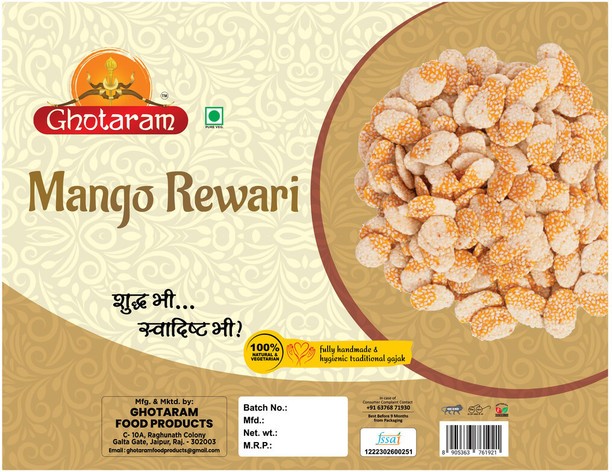 Ghotaram
TM
PURE VEG.
Mango Rewari
शुद्ध भी...
स्वादिष्ट भी?
100%
NATURAL &
VEGETARIAN
fully handmade &
hygienic traditional gajak
Mfg. & Mktd. by:
GHOTARAM
FOOD PRODUCTS
C- 10A, Raghunath Colony
Galta Gate, Jaipur, Raj. - 302003
Email : ghotaramfoodproducts@gmail.com
Batch No.:
Mfd.:
Net. wt.:
M.R.P.:
In case of
Consumer Complaint Contact
+91 63768 71930
Best Before 9 Months
from Packaging
fssai
1222302600251
8 905363 761921